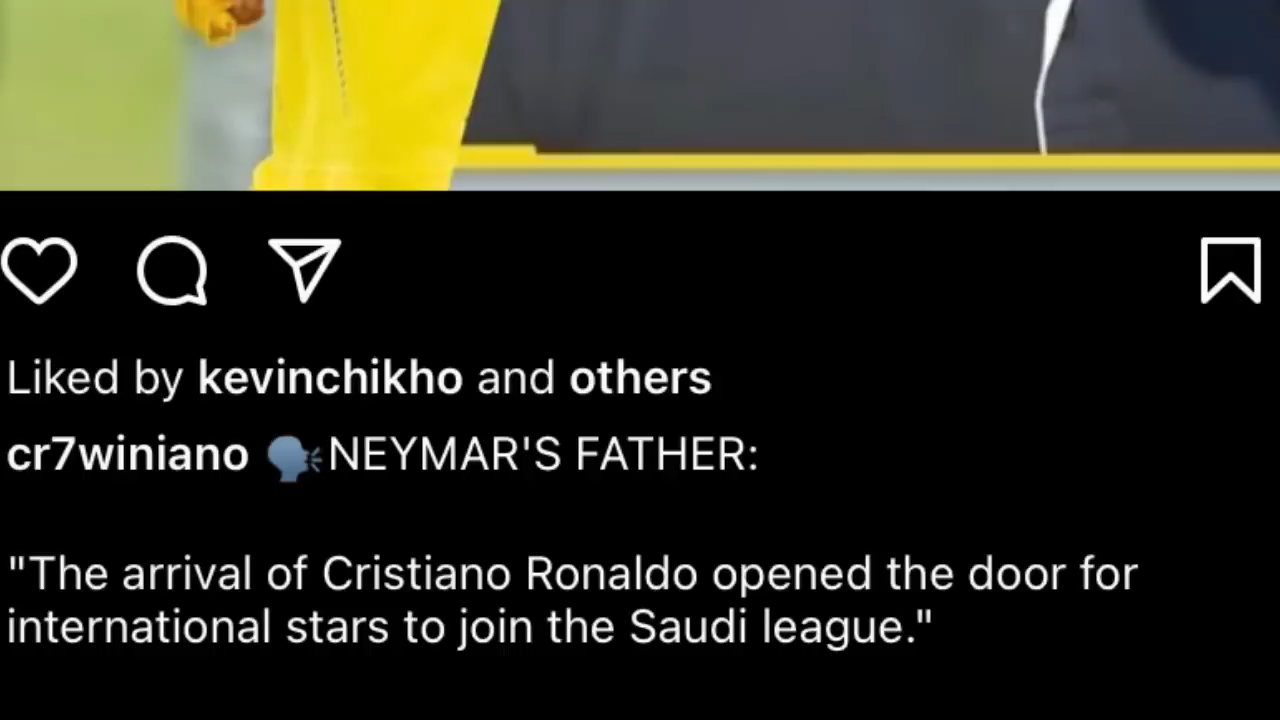 Liked by kevinchikho and others
cr7winiano 🗣️NEYMAR'S FATHER:
"The arrival of Cristiano Ronaldo opened the door for
international stars to join the Saudi league."